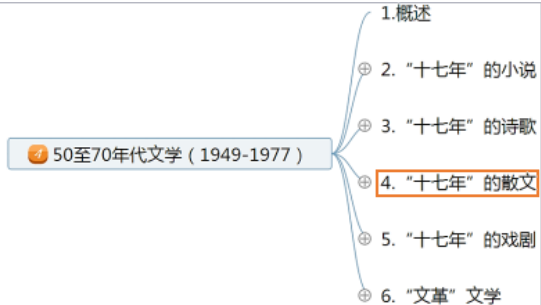 1.概述
2.“十七年”的小说
3.“十七年”的诗歌
4 50至70年代文学（1949-1977）
4.“十七年”的散文
5.“十七年”的戏剧
6.“文革”文学